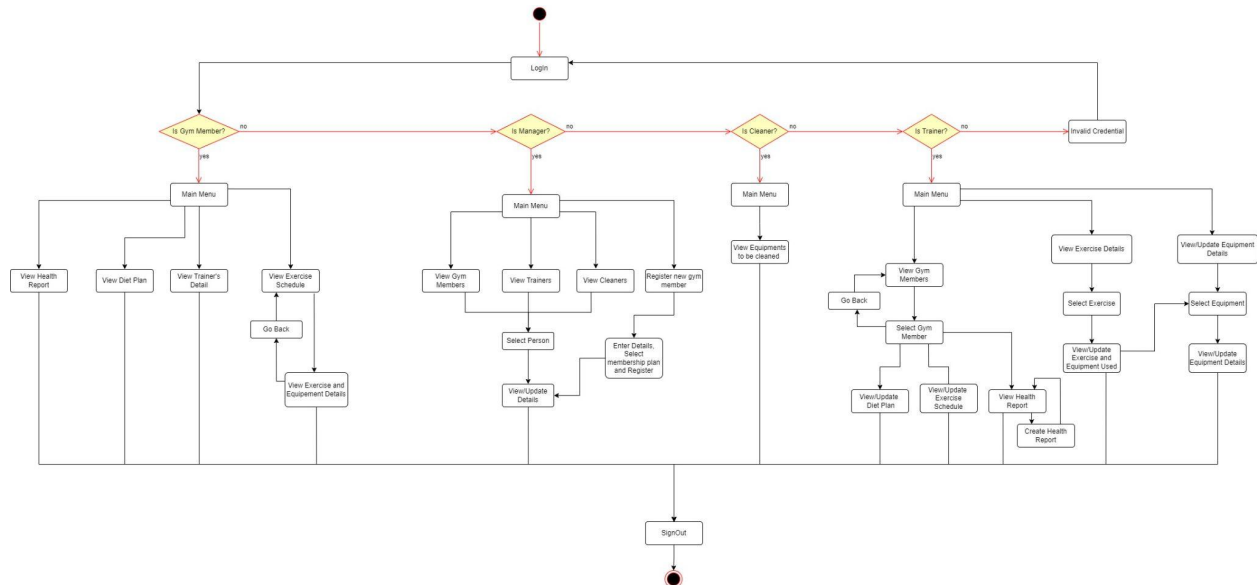 Login
Is Gym Member?
no
Is Manager?
no
Is Cleaner?
no
Is Trainer?
no
Invalid Credential
yes
yes
yes
yes
Main Menu
Main Menu
Main Menu
Main Menu
View Health
Report
View Diet Plan
View Trainer's
Detail
View Exercise
Schedule
Go Back
View Exercise and
Equipement Details
View Gym
Members
View Trainers
View Cleaners
Register new gym
member
Select Person
Enter Details,
Select
membership plan
and Register
View/Update
Details
View Equipments
to be cleaned
View Gym
Members
Go Back
Select Gym
Member
View/Update
Diet Plan
View/Update
Exercise
Schedule
View Health
Report
Create Health
Report
View Exercise Details
Select Exercise
View/Update
Exercise and
Equipment Used
View/Update Equipment
Details
Select Equipment
View/Update
Equipment Details
SignOut